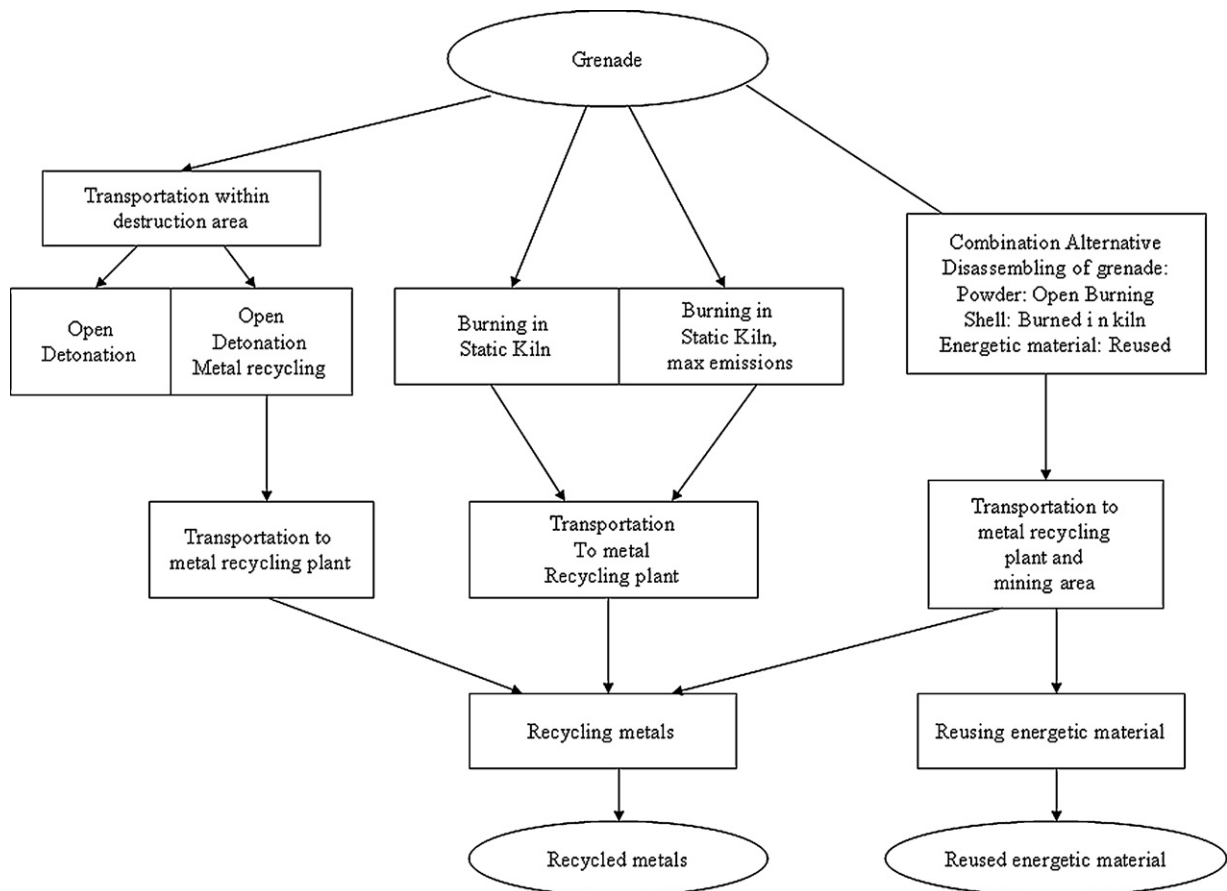 Grenade
Transportation within
destruction area
Open
Detonation
Open
Detonation
Metal recycling
Burning in
Static Kiln
Burning in
Static Kiln,
max emissions
Combination Alternative
Disassembling of grenade:
Powder: Open Burning
Shell: Burned i n kiln
Energetic material: Reused
Transportation to
metal recycling plant
Transportation
To metal
Recycling plant
Transportation to
metal recycling
plant and
mining area
Recycling metals
Reusing energetic material
Recycled metals
Reused energetic material